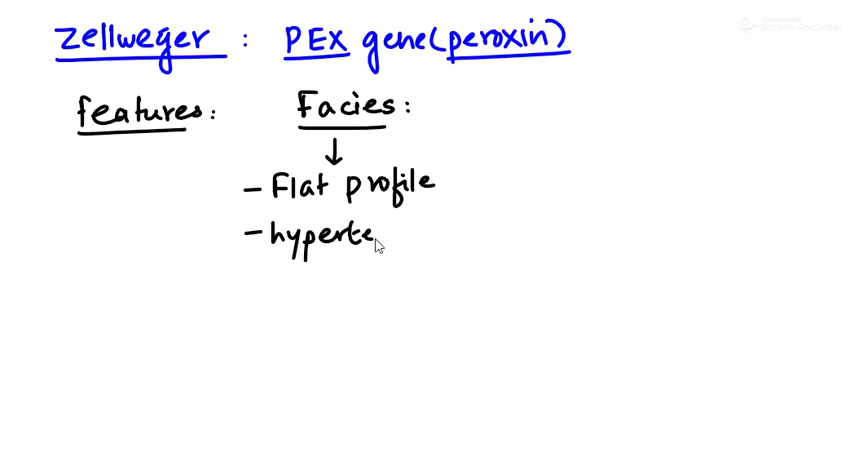 Zellweger : PEX gene(peroxin)
features: Facies:
- Flat profile
- hyperte